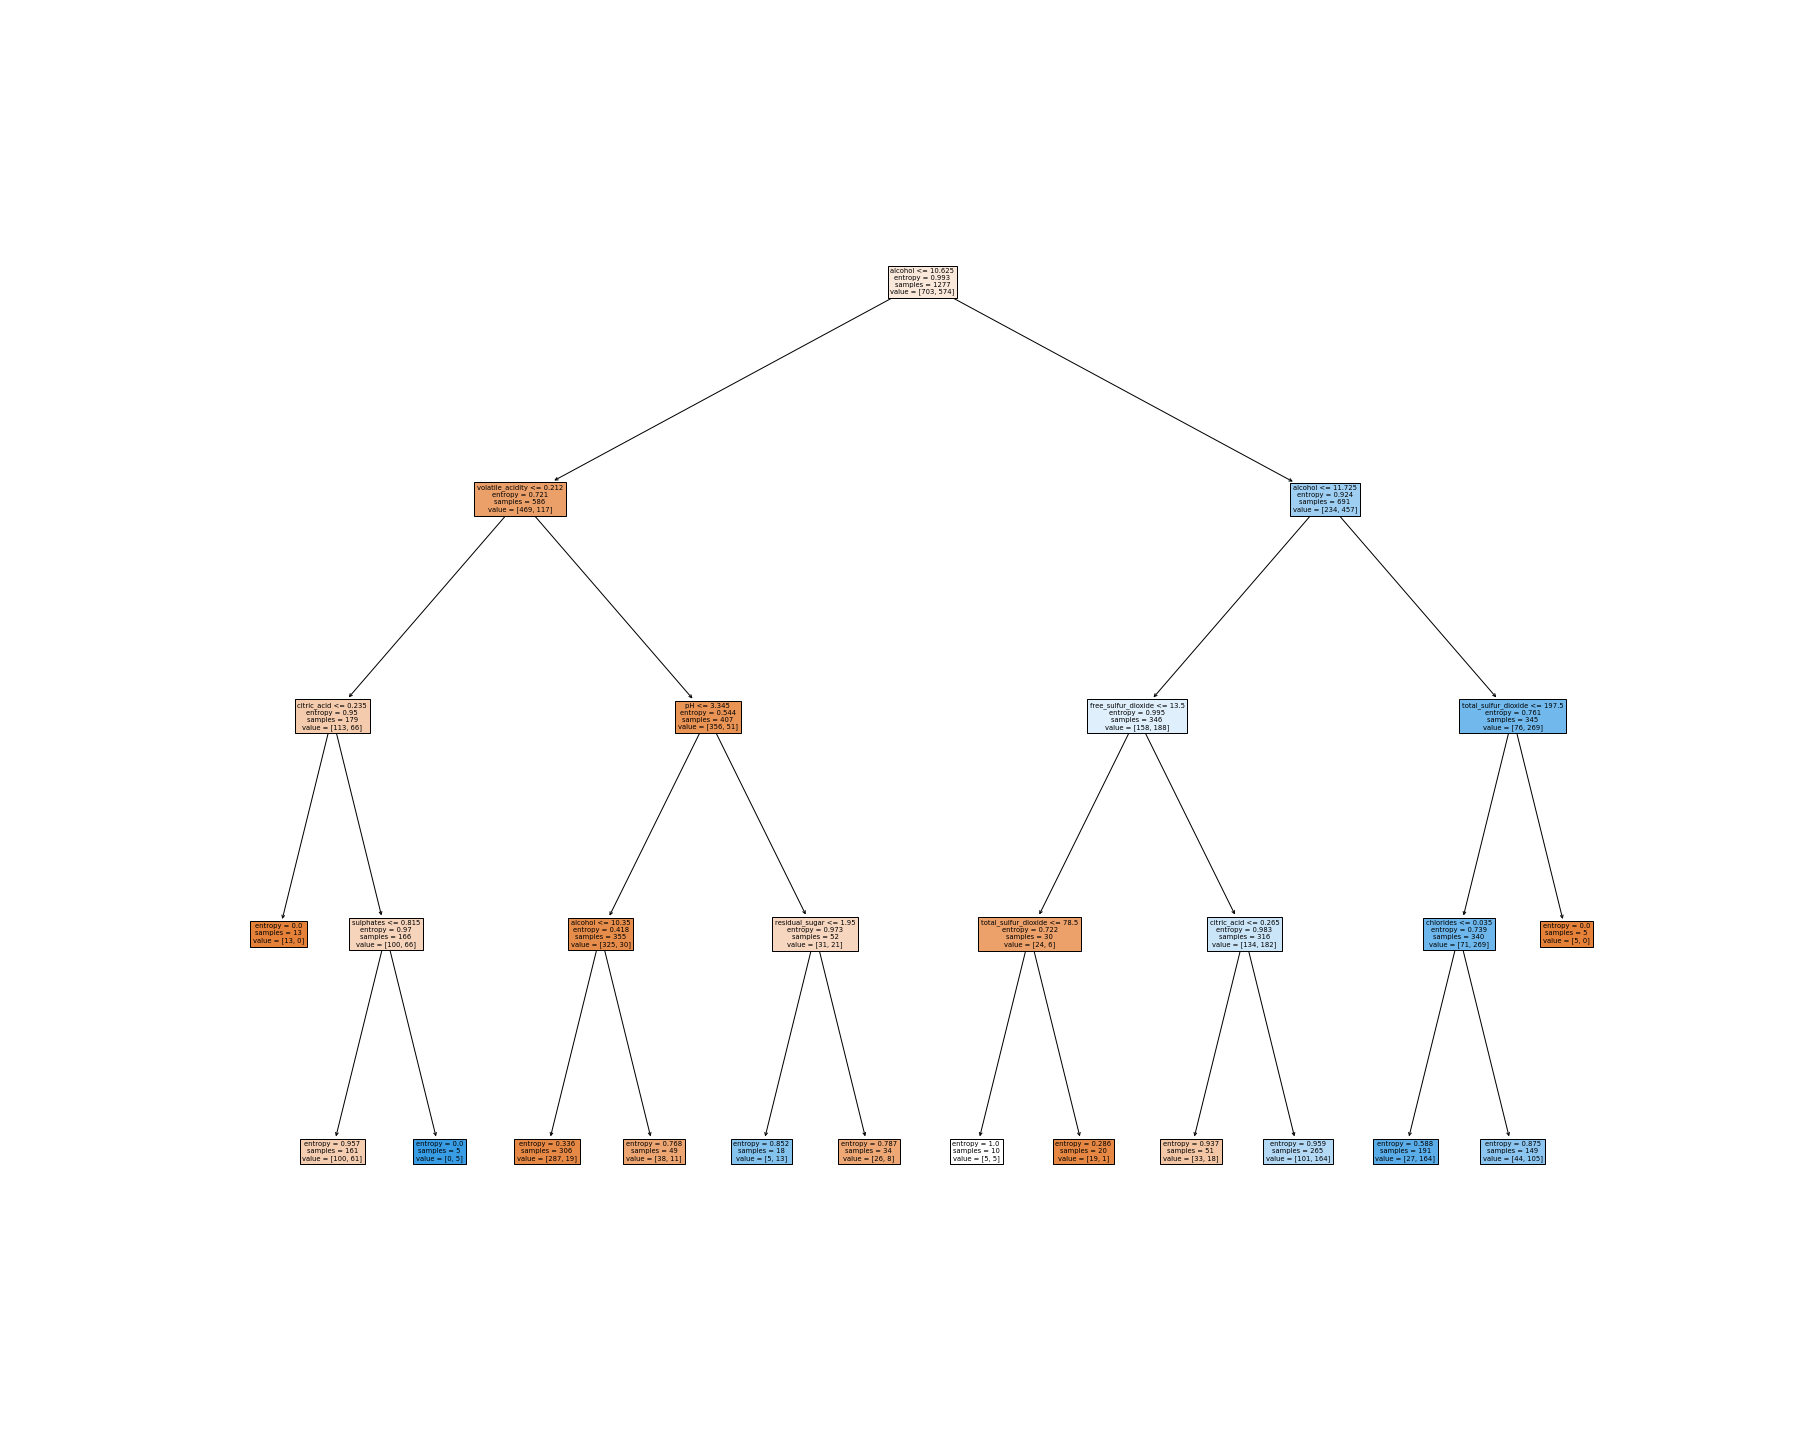 alcohol <= 10.625
entropy = 0.993
samples = 1277
value = [703, 574]
volatile_acidity <= 0.212
entropy = 0.721
samples = 586
value = [469, 117]
alcohol <= 11.725
entropy = 0.924
samples = 691
value = [234, 457]
citric_acid <= 0.235
entropy = 0.95
samples = 179
value = [113, 66]
pH <= 3.345
entropy = 0.544
samples = 407
value = [356, 51]
free_sulfur_dioxide <= 13.5
entropy = 0.995
samples = 346
value = [158, 188]
total_sulfur_dioxide <= 197.5
entropy = 0.761
samples = 345
value = [76, 269]
entropy = 0.0
samples = 13
value = [13, 0]
sulphates <= 0.815
entropy = 0.97
samples = 166
value = [100, 66]
alcohol <= 10.35
entropy = 0.418
samples = 355
value = [325, 30]
residual_sugar <= 1.95
entropy = 0.973
samples = 52
value = [31, 21]
total_sulfur_dioxide <= 78.5
entropy = 0.722
samples = 30
value = [24, 6]
citric_acid <= 0.265
entropy = 0.983
samples = 316
value = [134, 182]
chlorides <= 0.035
entropy = 0.739
samples = 340
value = [71, 269]
entropy = 0.0
samples = 5
value = [5, 0]
entropy = 0.957
samples = 161
value = [100, 61]
entropy = 0.0
samples = 5
value = [0, 5]
entropy = 0.336
samples = 306
value = [287, 19]
entropy = 0.768
samples = 49
value = [38, 11]
entropy = 0.852
samples = 18
value = [5, 13]
entropy = 0.787
samples = 34
value = [26, 8]
entropy = 1.0
samples = 10
value = [5, 5]
entropy = 0.286
samples = 20
value = [19, 1]
entropy = 0.937
samples = 51
value = [33, 18]
entropy = 0.959
samples = 265
value = [101, 164]
entropy = 0.588
samples = 191
value = [27, 164]
entropy = 0.875
samples = 149
value = [44, 105]